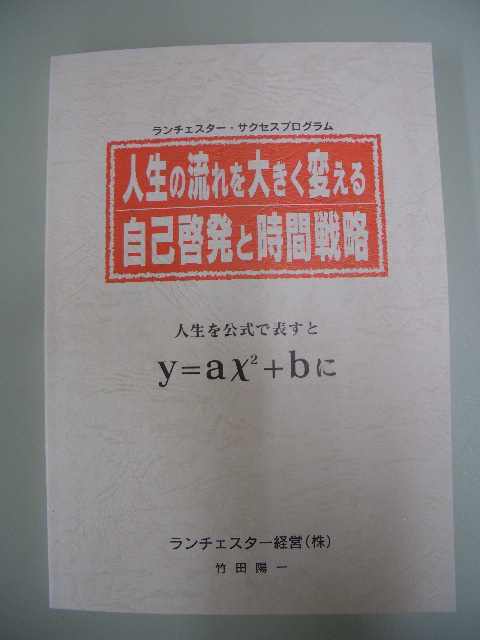 ランチェスター・サクセスプログラム
人生の流れを大きく変える
自己啓発と時間戦略
人生を公式で表すと
y=aχ²+bに
ランチェスター経営(株)
竹田陽一